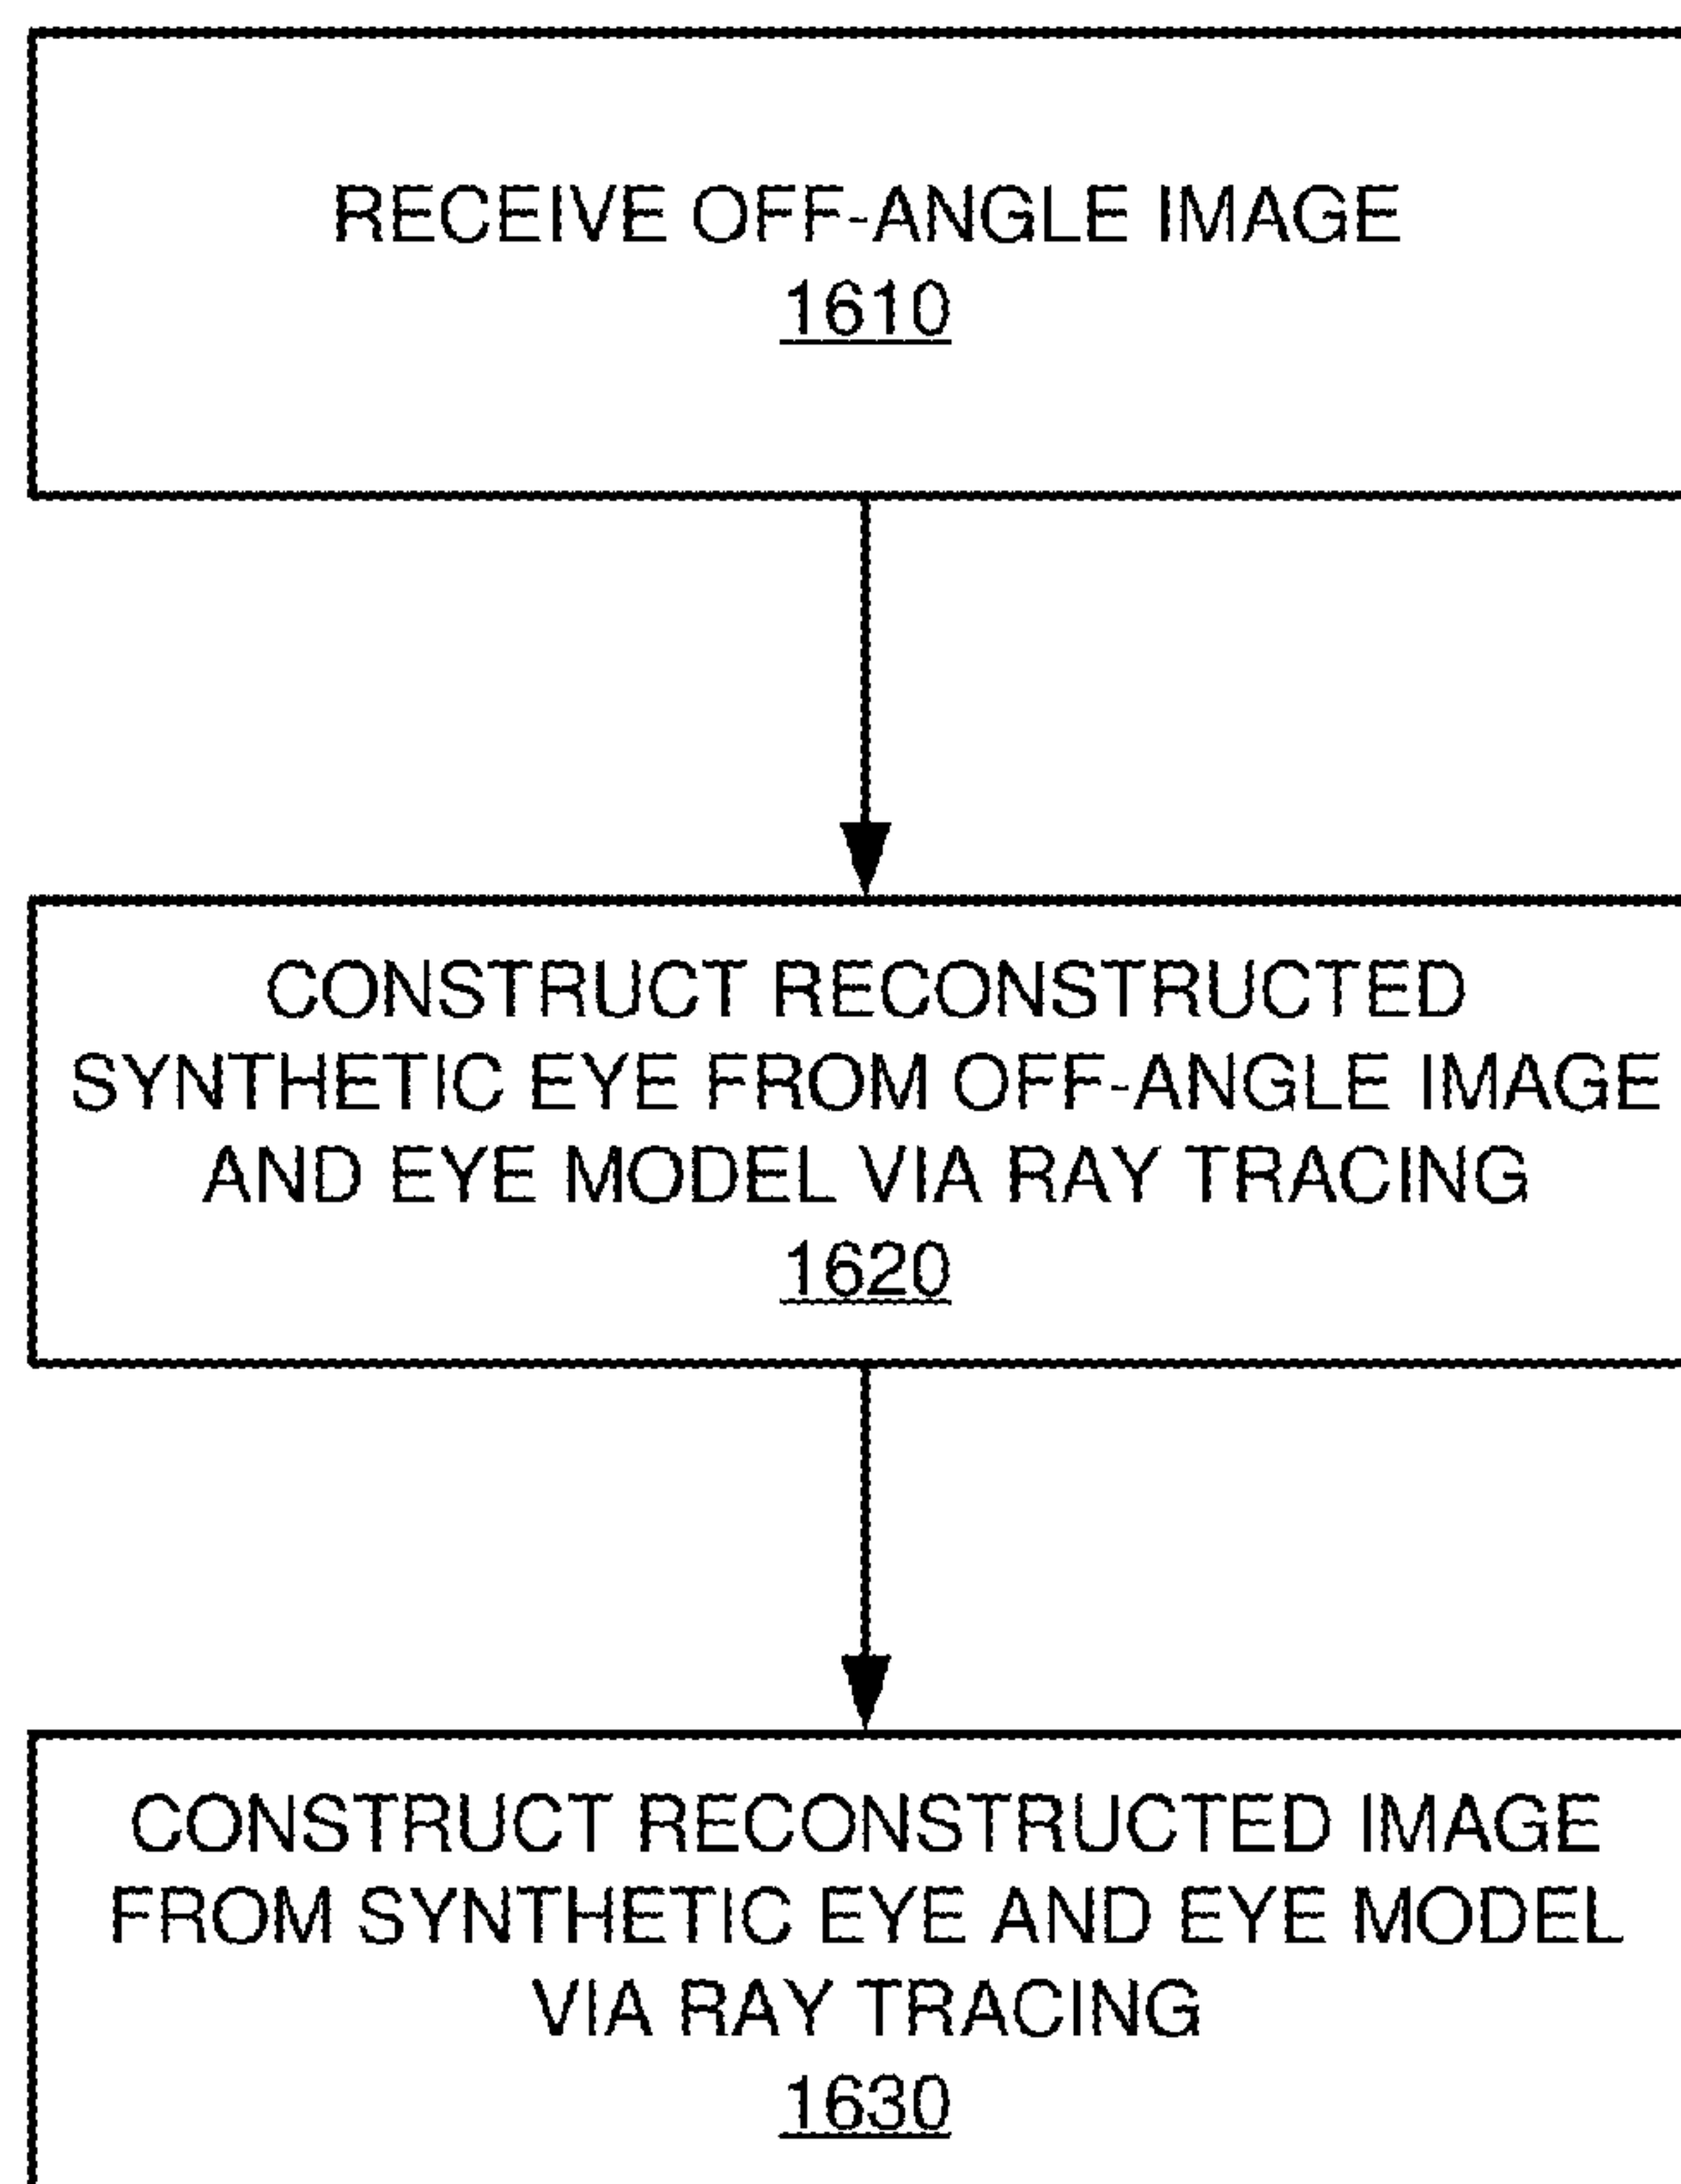 RECEIVE OFF-ANGLE IMAGE
1610
CONSTRUCT RECONSTRUCTED
SYNTHETIC EYE FROM OFF-ANGLE IMAGE
AND EYE MODEL VIA RAY TRACING
1620
CONSTRUCT RECONSTRUCTED IMAGE
FROM SYNTHETIC EYE AND EYE MODEL
VIA RAY TRACING
1630